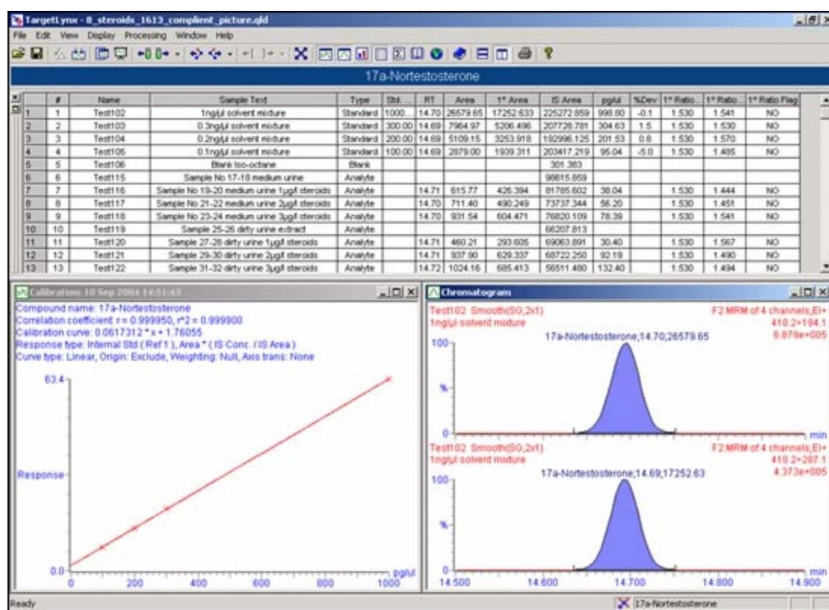 TargetLynx - 8_steroids_1613_complient_picture.qld
File Edit View Display Processing Window Help
17a-Nortestosterone
# Name Sample Text Type Std. ... RT Area 1° Area IS Area pg/ul %Dev 1° Ratio... 1° Ratio... 1° Ratio Flag
1 1 Test102 1ng/µl solvent mixture Standard 1000... 14.70 26579.65 17252.633 225272.859 998.80 -0.1 1.530 1.541 NO
2 2 Test103 0.3ng/µl solvent mixture Standard 300.00 14.69 7964.97 5206.496 207728.781 304.63 1.5 1.530 1.530 NO
3 3 Test104 0.2ng/µl solvent mixture Standard 200.00 14.69 5109.15 3253.918 192996.125 201.53 0.8 1.530 1.570 NO
4 4 Test105 0.1ng/µl solvent mixture Standard 100.00 14.69 2879.00 1939.311 203417.219 95.04 -5.0 1.530 1.485 NO
5 5 Test106 Blank iso-octane Blank 301.383
6 6 Test115 Sample No 17-18 medium urine Analyte 98815.859
7 7 Test116 Sample No 19-20 medium urine 1µg/l steroids Analyte 14.71 615.77 426.394 81785.602 38.04 1.530 1.444 NO
8 8 Test117 Sample No 21-22 medium urine 2µg/l steroids Analyte 14.70 711.40 490.249 73737.344 56.20 1.530 1.451 NO
9 9 Test118 Sample No 23-24 medium urine 3µg/l steroids Analyte 14.70 931.54 604.471 76820.109 78.39 1.530 1.541 NO
10 10 Test119 Sample 25-26 dirty urine extract Analyte 66207.813
11 11 Test120 Sample 27-28 dirty urine 1µg/l steroids Analyte 14.71 460.21 293.605 69063.891 30.40 1.530 1.567 NO
12 12 Test121 Sample 29-30 dirty urine 2µg/l steroids Analyte 14.71 937.90 629.337 68722.250 92.19 1.530 1.490 NO
13 13 Test122 Sample 31-32 dirty urine 3µg/l steroids Analyte 14.72 1024.16 685.413 56511.480 132.40 1.530 1.494 NO
Calibration: 10 Sep 2004 14:51:43
Compound name: 17a-Nortestosterone
Correlation coefficient: r = 0.999950, r^2 = 0.999900
Calibration curve: 0.0617312 * x + 1.76055
Response type: Internal Std ( Ref 1 ), Area * ( IS Conc. / IS Area )
Curve type: Linear, Origin: Exclude, Weighting: Null, Axis trans: None
63.4
Response
0.0
0 200 400 600 800 1000 pg/ul
Chromatogram
Test102 Smooth(SG,2x1) F2:MRM of 4 channels,EI+
1ng/µl solvent mixture 418.2>194.1
6.879e+005
17a-Nortestosterone;14.70;26579.65
100
%
0
min
Test102 Smooth(SG,2x1) F2:MRM of 4 channels,EI+
1ng/µl solvent mixture 418.2>287.1
4.373e+005
17a-Nortestosterone;14.69;17252.63
100
%
0
min
14.500 14.600 14.700 14.800 14.900
Ready 17a-Nortestosterone